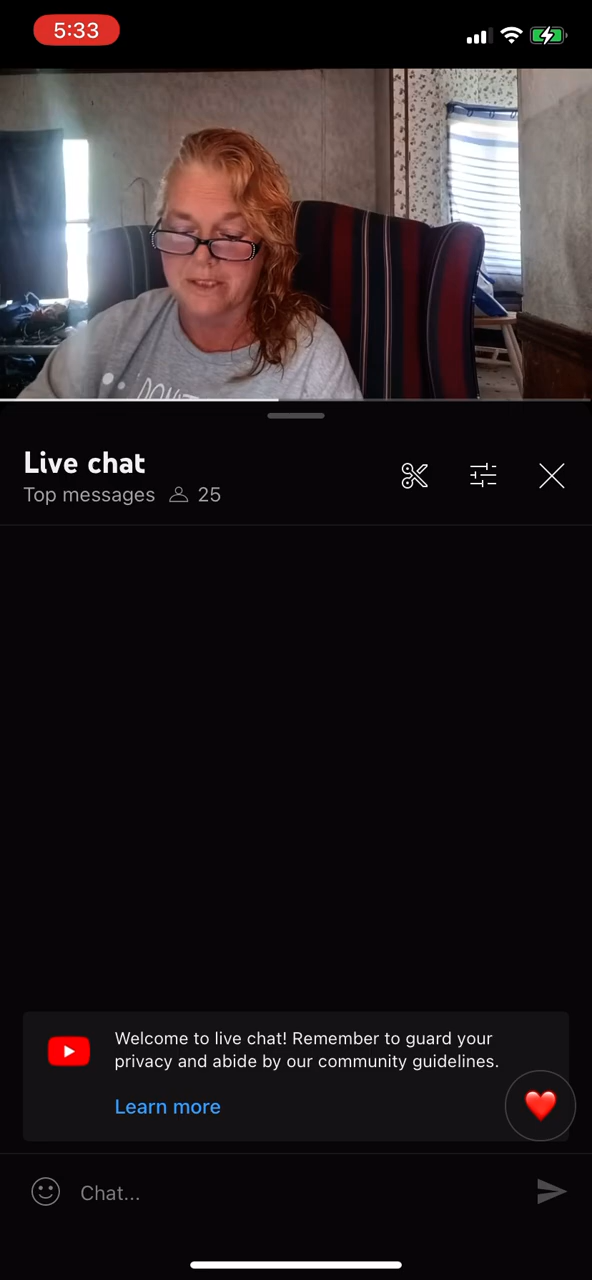 5:33
DON'T
Live chat
Top messages 25
Welcome to live chat! Remember to guard your
privacy and abide by our community guidelines.
Learn more
Chat...